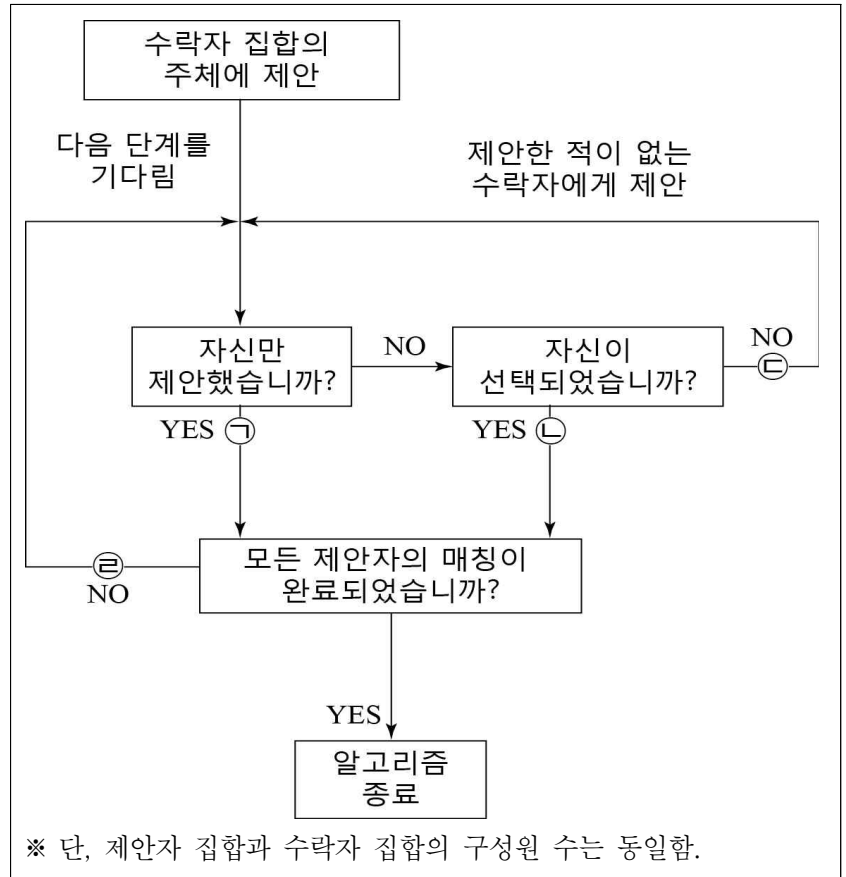 수락자 집합의
주체에 제안
다음 단계를
기다림
제안한 적이 없는
수락자에게 제안
자신만
제안했습니까?
NO
자신이
선택되었습니까?
NO
㉢
YES ㉠
YES ㉡
㉣
NO
모든 제안자의 매칭이
완료되었습니까?
YES
알고리즘
종료
※ 단, 제안자 집합과 수락자 집합의 구성원 수는 동일함.